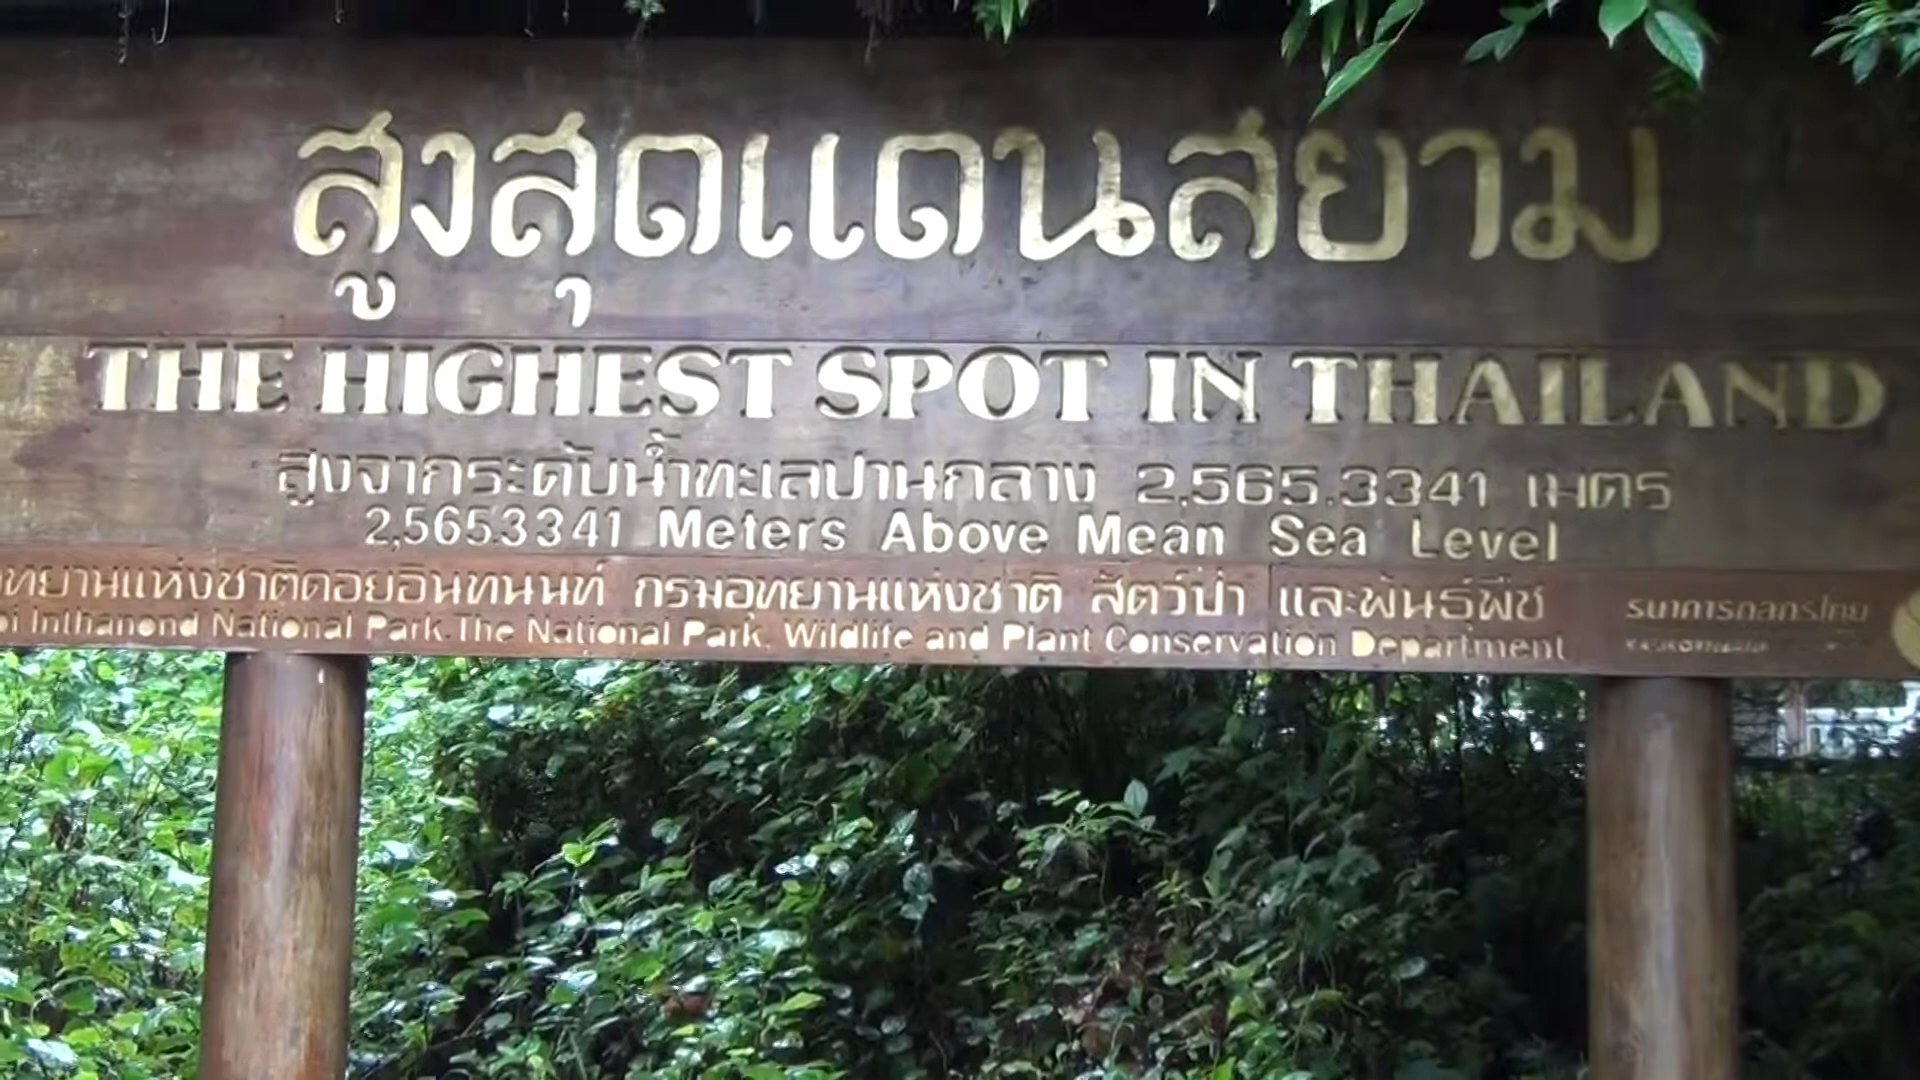 สูงสุดแดนสยาม
THE HIGHEST SPOT IN THAILAND
สูงจากระดับน้ำทะเลปานกลาง 2,565.3341 เมตร
2,565.3341 Meters Above Mean Sea Level
ทยานแห่งชาติดอยอินทนนท์ กรมอุทยานแห่งชาติ สัตว์ป่า และพันธุ์พืช
oi Inthanond National Park.The National Park, Wildlife and Plant Conservation Department
ธนาคารกสิกรไทย